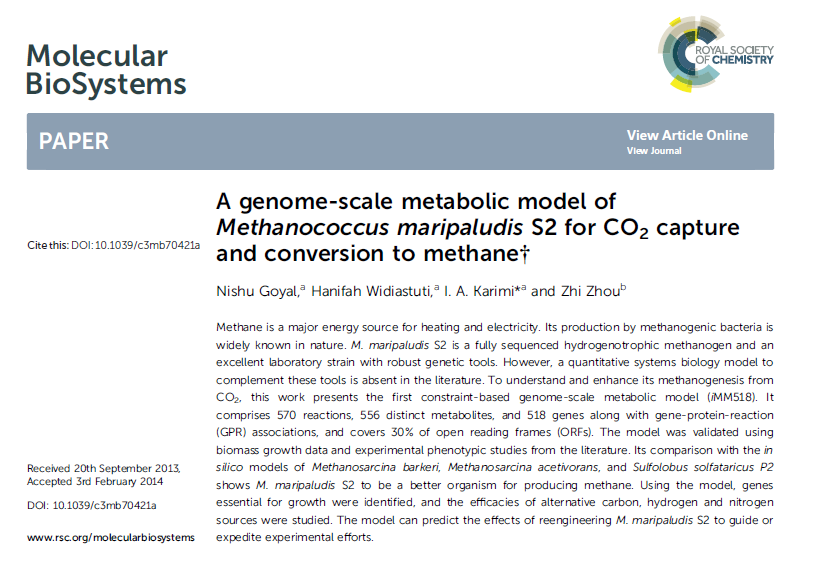 Molecular
BioSystems
ROYAL SOCIETY
OF CHEMISTRY
PAPER
View Article Online
View Journal
A genome-scale metabolic model of
Methanococcus maripaludis S2 for CO₂ capture
and conversion to methane†
Cite this: DOI: 10.1039/c3mb70421a
Nishu Goyal,ᵃ Hanifah Widiastuti,ᵃ I. A. Karimi*ᵃ and Zhi Zhouᵇ
Methane is a major energy source for heating and electricity. Its production by methanogenic bacteria is
widely known in nature. M. maripaludis S2 is a fully sequenced hydrogenotrophic methanogen and an
excellent laboratory strain with robust genetic tools. However, a quantitative systems biology model to
complement these tools is absent in the literature. To understand and enhance its methanogenesis from
CO₂, this work presents the first constraint-based genome-scale metabolic model (iMM518). It
comprises 570 reactions, 556 distinct metabolites, and 518 genes along with gene-protein-reaction
(GPR) associations, and covers 30% of open reading frames (ORFs). The model was validated using
biomass growth data and experimental phenotypic studies from the literature. Its comparison with the in
silico models of Methanosarcina barkeri, Methanosarcina acetivorans, and Sulfolobus solfataricus P2
shows M. maripaludis S2 to be a better organism for producing methane. Using the model, genes
essential for growth were identified, and the efficacies of alternative carbon, hydrogen and nitrogen
sources were studied. The model can predict the effects of reengineering M. maripaludis S2 to guide or
expedite experimental efforts.
Received 20th September 2013,
Accepted 3rd February 2014
DOI: 10.1039/c3mb70421a
www.rsc.org/molecularbiosystems